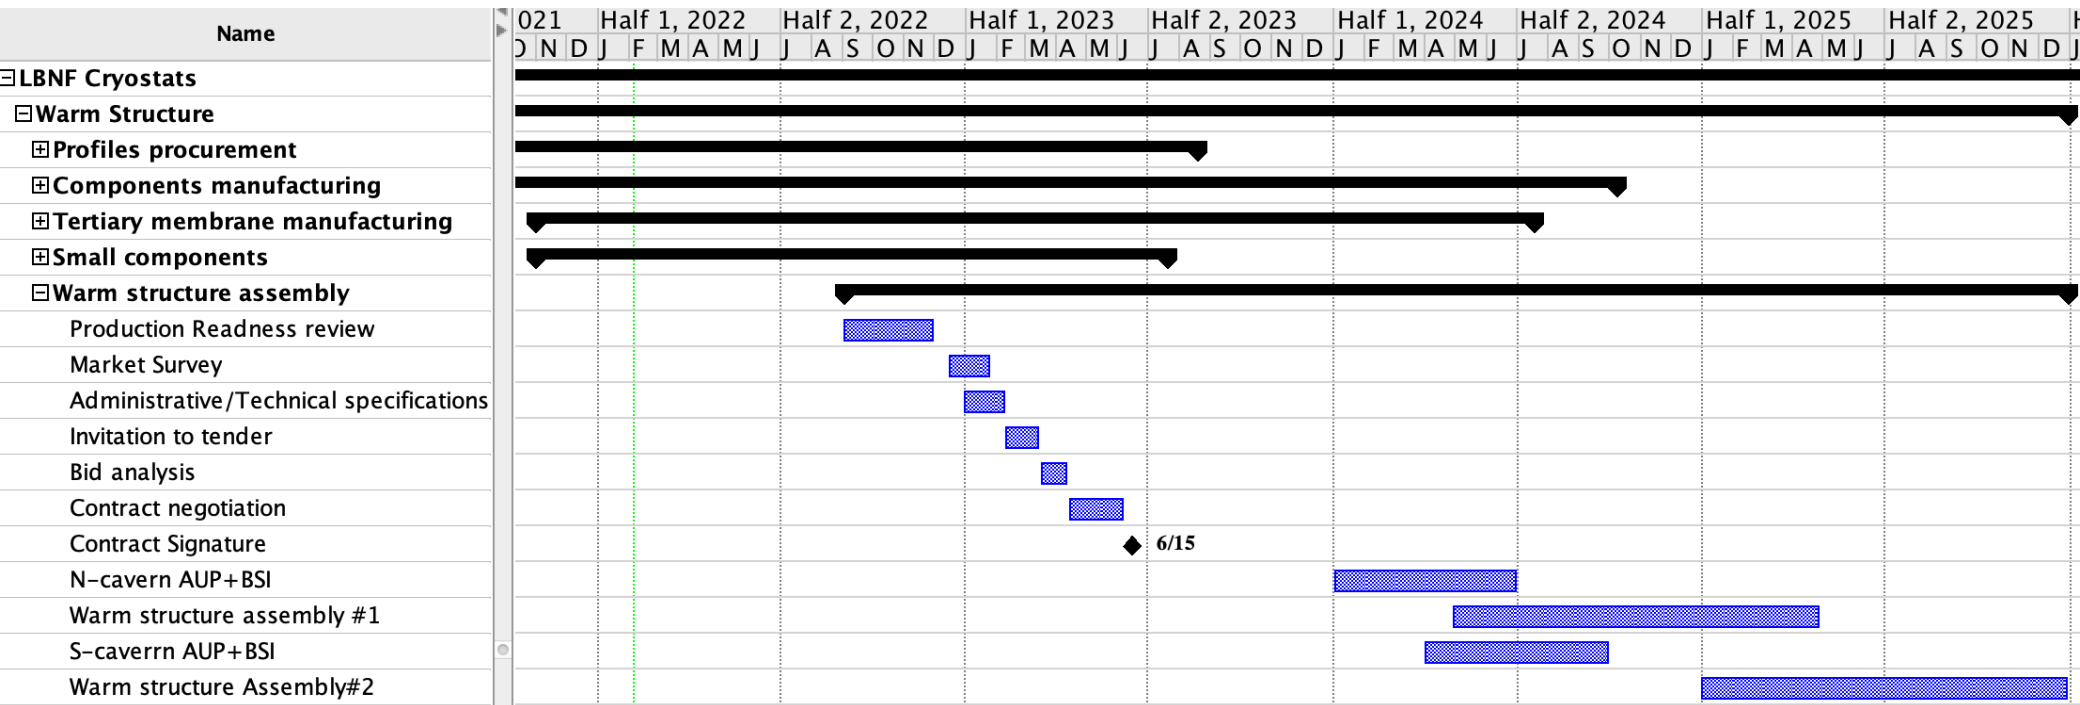 Name
021 Half 1, 2022 Half 2, 2022 Half 1, 2023 Half 2, 2023 Half 1, 2024 Half 2, 2024 Half 1, 2025 Half 2, 2025
N D J F M A M J J A S O N D J F M A M J J A S O N D J F M A M J J A S O N D J F M A M J J A S O N D J
LBNF Cryostats
Warm Structure
Profiles procurement
Components manufacturing
Tertiary membrane manufacturing
Small components
Warm structure assembly
Production Readness review
Market Survey
Administrative/Technical specifications
Invitation to tender
Bid analysis
Contract negotiation
Contract Signature 6/15
N-cavern AUP+BSI
Warm structure assembly #1
S-caverrn AUP+BSI
Warm structure Assembly#2